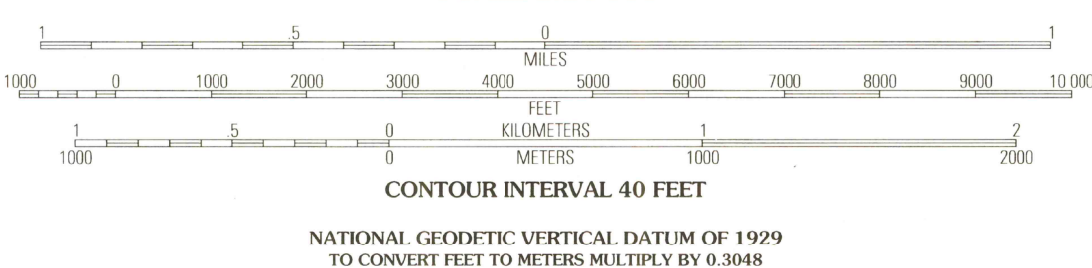 1 .5 0 1
MILES
1000 0 1000 2000 3000 4000 5000 6000 7000 8000 9000 10 000
FEET
1 .5 0 KILOMETERS 1 2
1000 0 METERS 1000 2000
CONTOUR INTERVAL 40 FEET
NATIONAL GEODETIC VERTICAL DATUM OF 1929
TO CONVERT FEET TO METERS MULTIPLY BY 0.3048